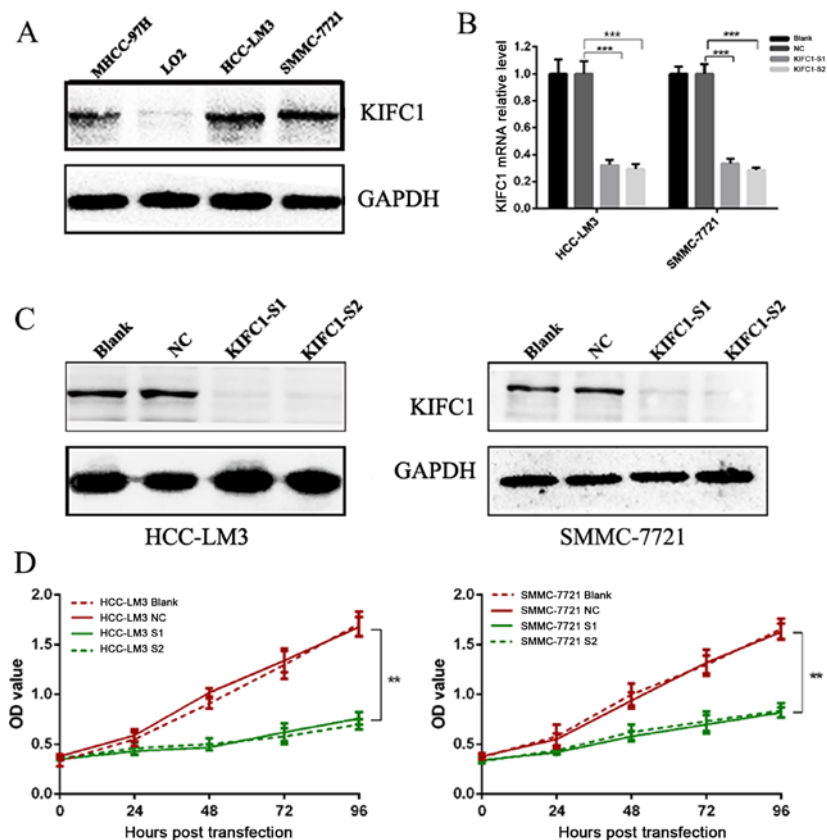 A
MHCC-97H LO2 HCC-LM3 SMMC-7721
KIFC1
GAPDH
B
KIFC1 mRNA relative level
1.4
1.2
1.0
0.8
0.6
0.4
0.2
0.0
*** ***
*** ***
HCC-LM3 SMMC-7721
Blank
NC
KIFC1-S1
KIFC1-S2
C
Blank NC KIFC1-S1 KIFC1-S2
Blank NC KIFC1-S1 KIFC1-S2
KIFC1
GAPDH
HCC-LM3 SMMC-7721
D
OD value
2.0
1.5
1.0
0.5
0.0
HCC-LM3 Blank
HCC-LM3 NC
HCC-LM3 S1
HCC-LM3 S2
**
0 24 48 72 96
Hours post transfection
OD value
2.0
1.5
1.0
0.5
0.0
SMMC-7721 Blank
SMMC-7721 NC
SMMC-7721 S1
SMMC-7721 S2
**
0 24 48 72 96
Hours post transfection